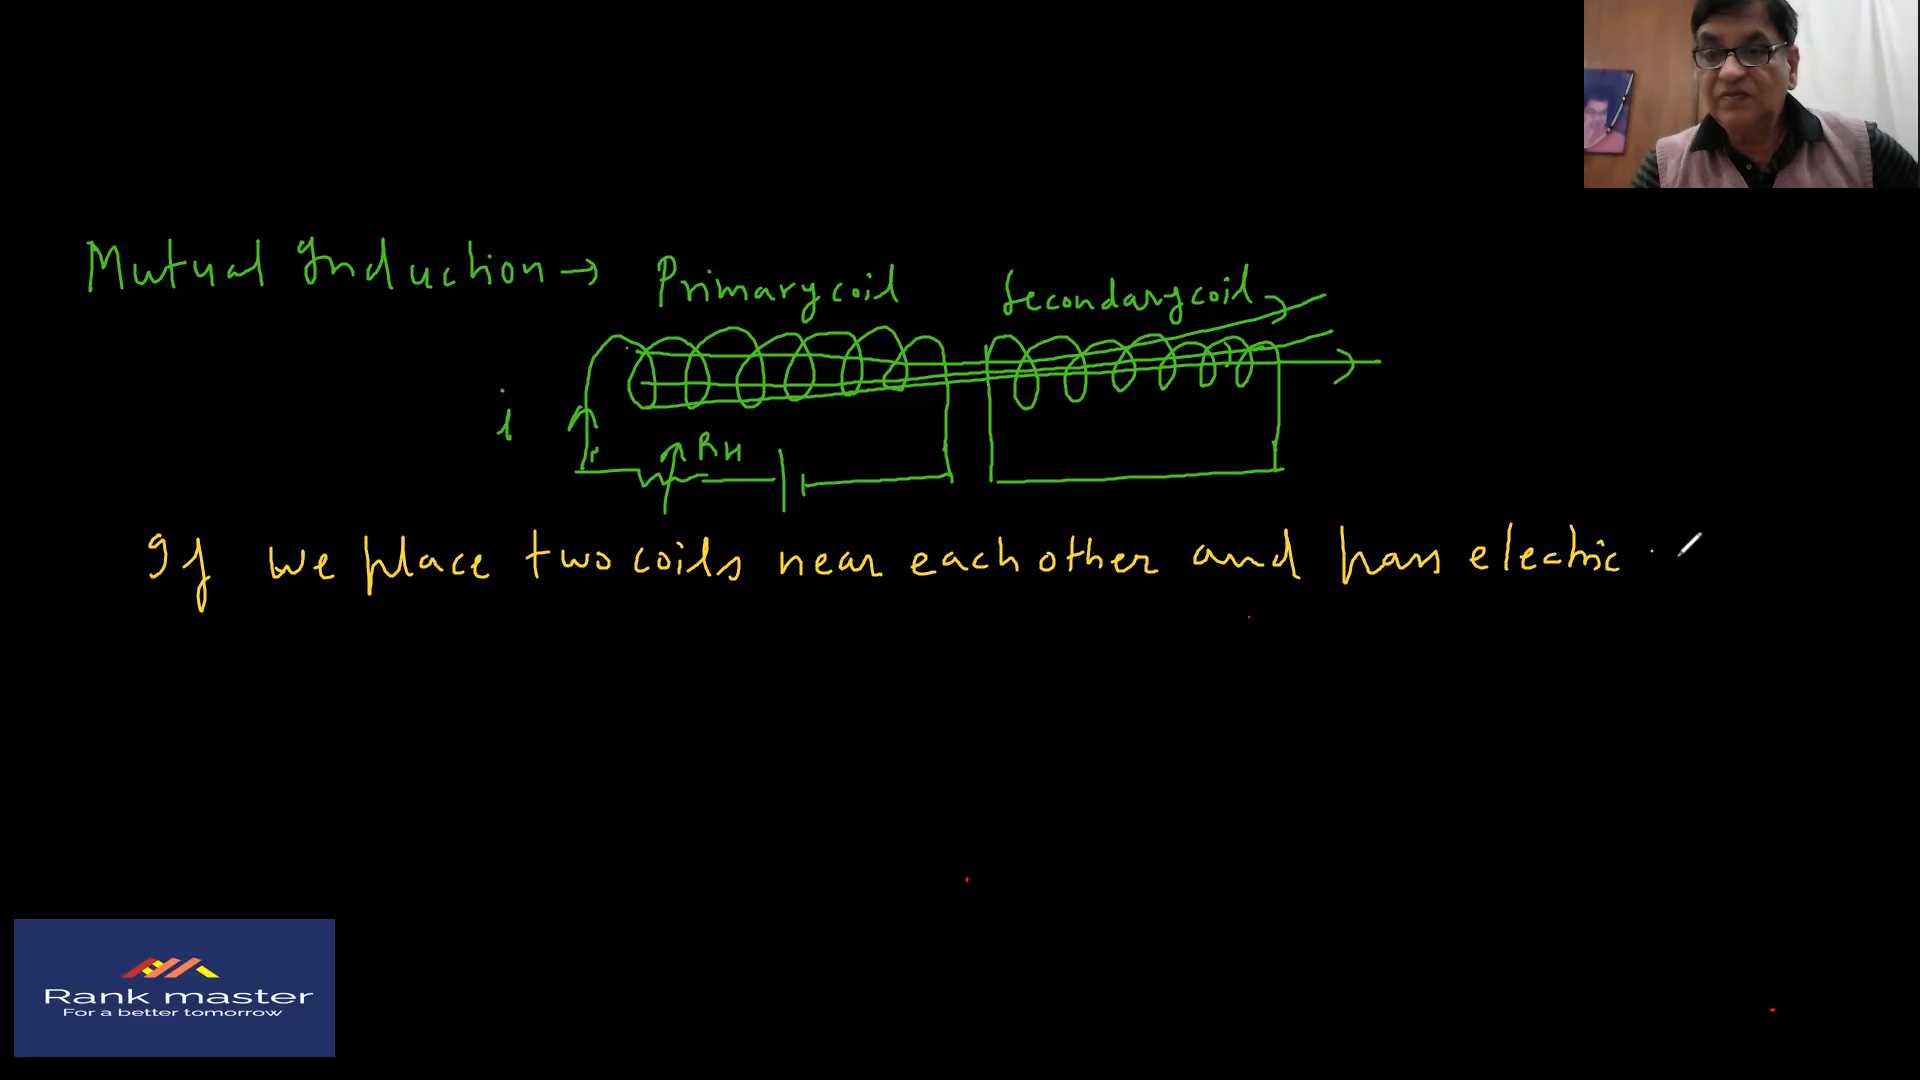 Mutual Induction → Primary coil Secondary coil
i
RH
If we place two coils near each other and pass electric
Rank master
For a better tomorrow